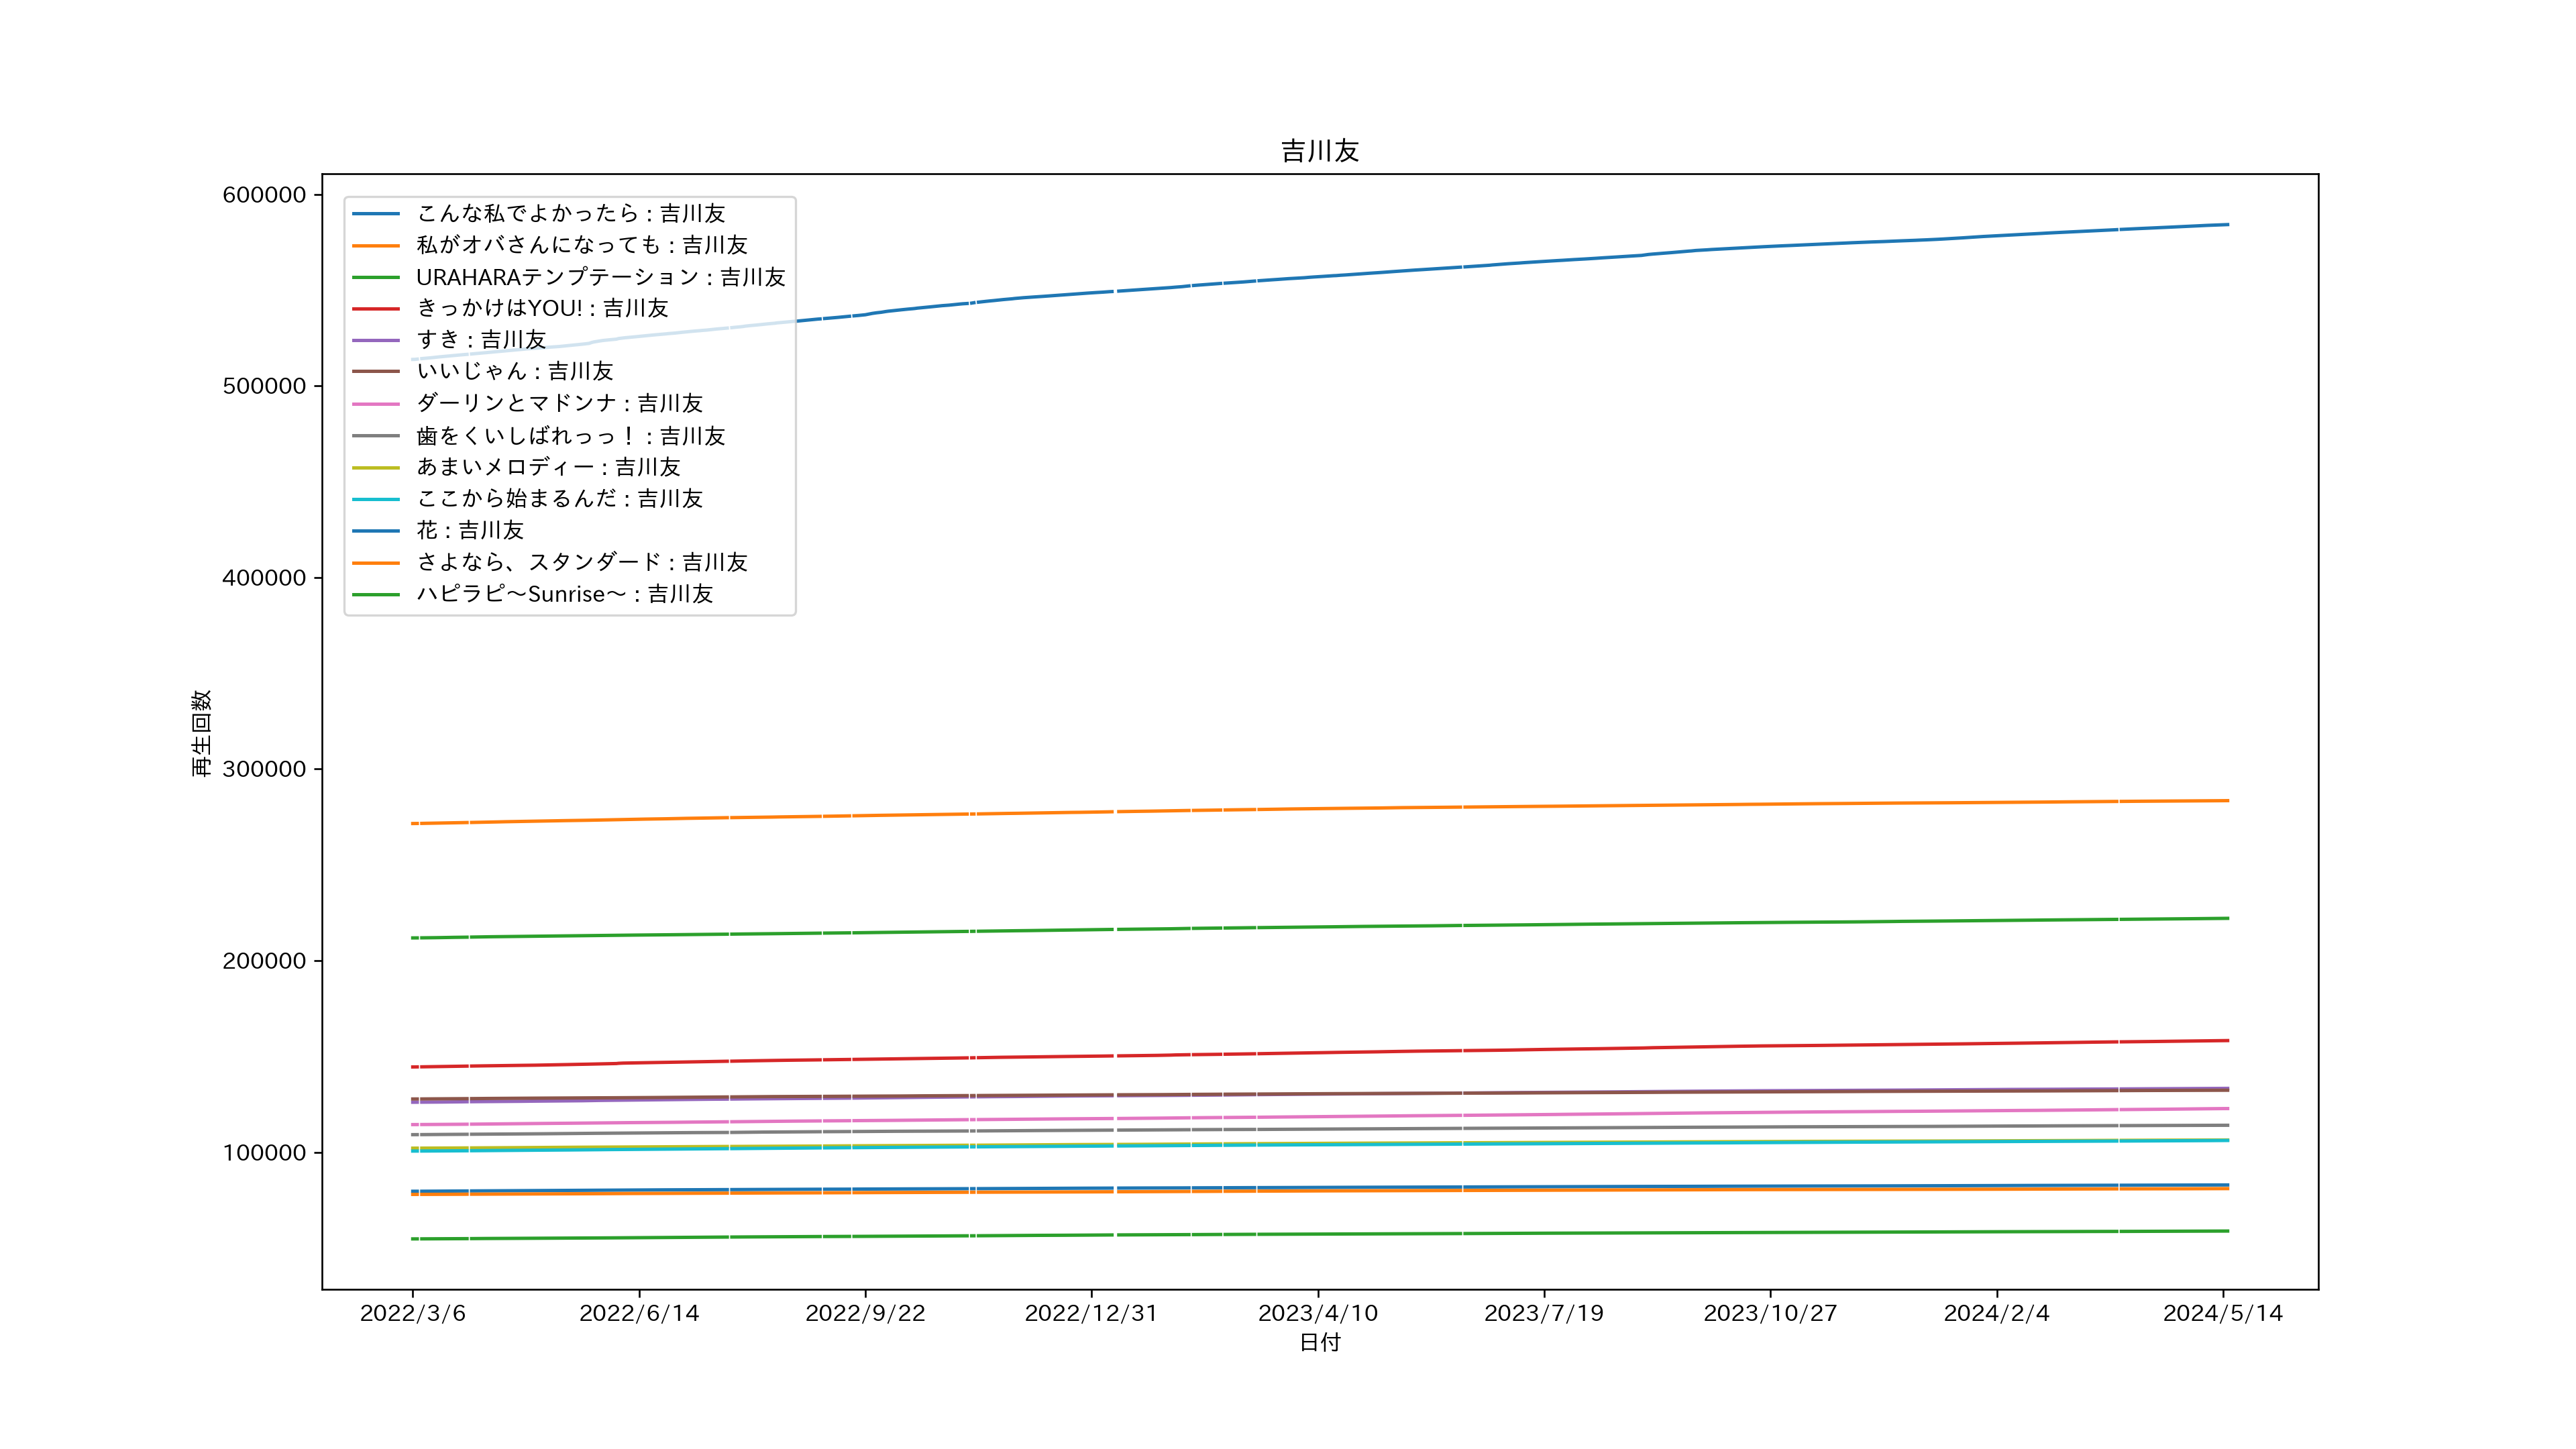 吉川友
600000
500000
400000
300000
200000
100000
再生回数
こんな私でよかったら : 吉川友
私がオバさんになっても : 吉川友
URAHARAテンプテーション : 吉川友
きっかけはYOU! : 吉川友
すき : 吉川友
いいじゃん : 吉川友
ダーリンとマドンナ : 吉川友
歯をくいしばれっっ！ : 吉川友
あまいメロディー : 吉川友
ここから始まるんだ : 吉川友
花 : 吉川友
さよなら、スタンダード : 吉川友
ハピラピ〜Sunrise〜 : 吉川友
2022/3/6 2022/6/14 2022/9/22 2022/12/31 2023/4/10 2023/7/19 2023/10/27 2024/2/4 2024/5/14
日付